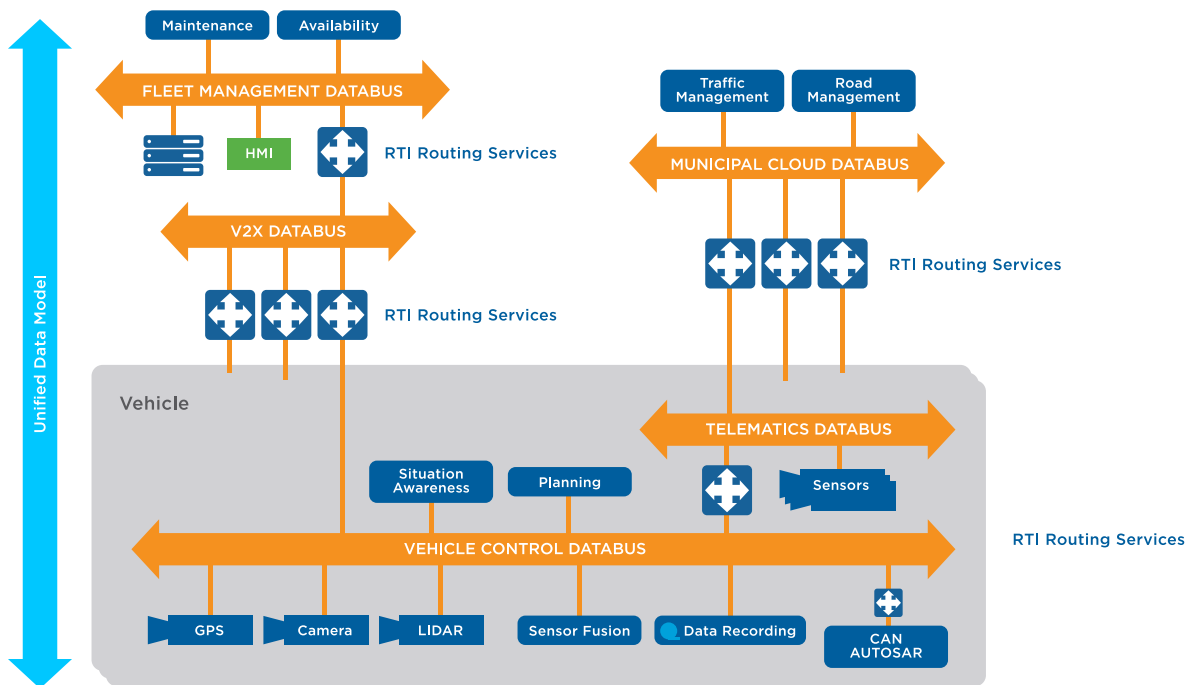 Maintenance
Availability
FLEET MANAGEMENT DATABUS
HMI
RTI Routing Services
Traffic
Management
Road
Management
MUNICIPAL CLOUD DATABUS
V2X DATABUS
RTI Routing Services
RTI Routing Services
Unified Data Model
Vehicle
TELEMATICS DATABUS
Situation
Awareness
Planning
Sensors
VEHICLE CONTROL DATABUS
RTI Routing Services
GPS
Camera
LIDAR
Sensor Fusion
Data Recording
CAN
AUTOSAR